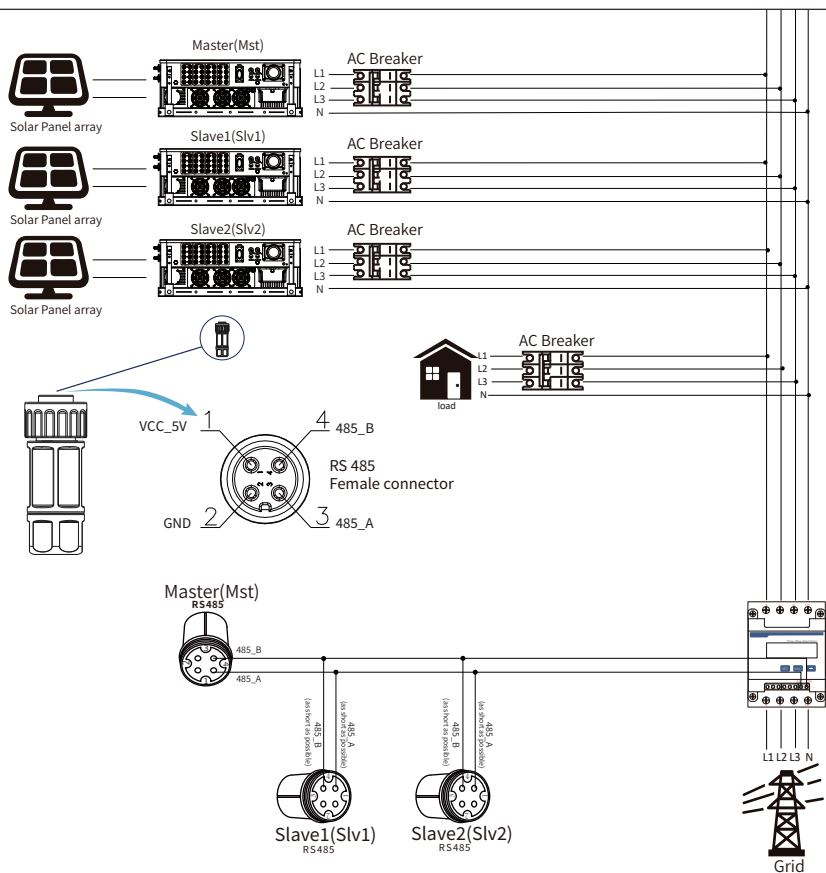 Master(Mst)
AC Breaker
L1
L2
L3
N
Solar Panel array
Slave1(Slv1)
AC Breaker
L1
L2
L3
N
Solar Panel array
Slave2(Slv2)
AC Breaker
L1
L2
L3
N
Solar Panel array
AC Breaker
L1
L2
L3
N
load
VCC_5V 1
4 485_B
1 4
2 3
RS 485
Female connector
GND 2
3 485_A
Master(Mst)
RS485
485_B
485_A
485_B
(as short as possible)
485_A
(as short as possible)
485_B
(as short as possible)
485_A
(as short as possible)
Slave1(Slv1)
RS485
Slave2(Slv2)
RS485
L1 L2 L3 N
Grid